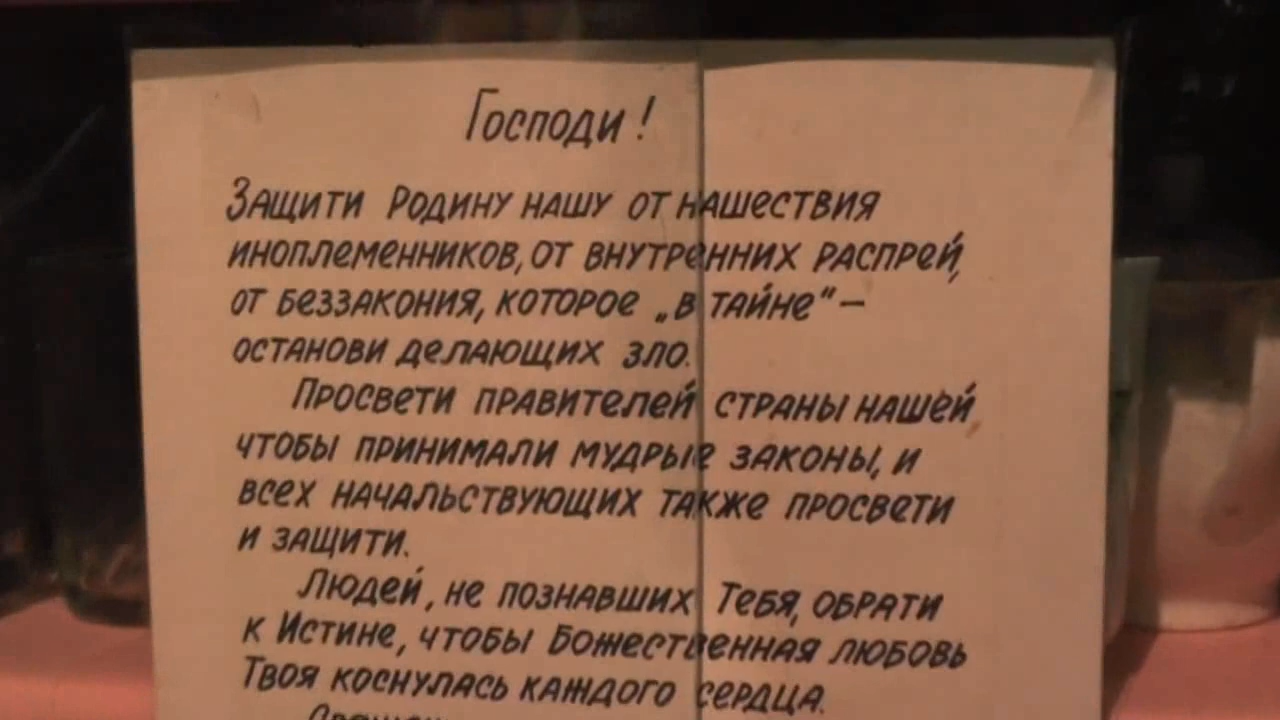 Господи!
Защити Родину нашу от нашествия
иноплеменников, от внутренних распрей,
от беззакония, которое „в тайне“ –
останови делающих зло.
Просвети правителей страны нашей,
чтобы принимали мудрые законы, и
всех начальствующих также просвети
и защити.
Людей, не познавших Тебя, обрати
к Истине, чтобы Божественная любовь
Твоя коснулась каждого сердца.